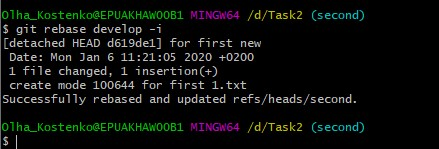 Olha_Kostenko@EPUAKHAW00B1 MINGW64 /d/Task2 (second)
$ git rebase develop -i
[detached HEAD d619de1] for first new
Date: Mon Jan 6 11:21:05 2020 +0200
1 file changed, 1 insertion(+)
create mode 100644 for first 1.txt
Successfully rebased and updated refs/heads/second.
Olha_Kostenko@EPUAKHAW00B1 MINGW64 /d/Task2 (second)
$